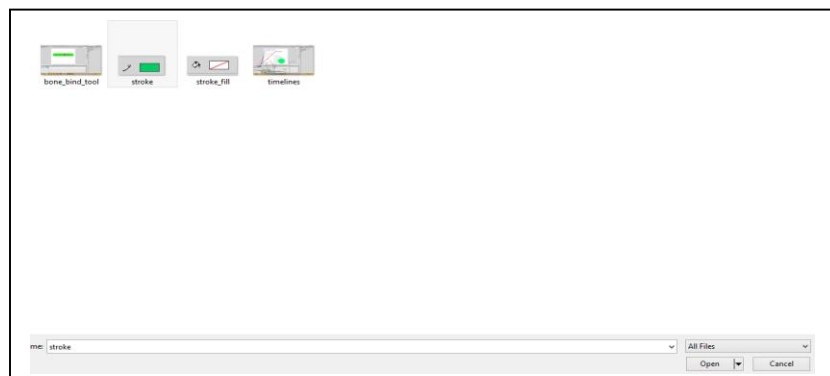 bone_bind_tool stroke stroke_fill timelines
me: stroke All Files
Open Cancel